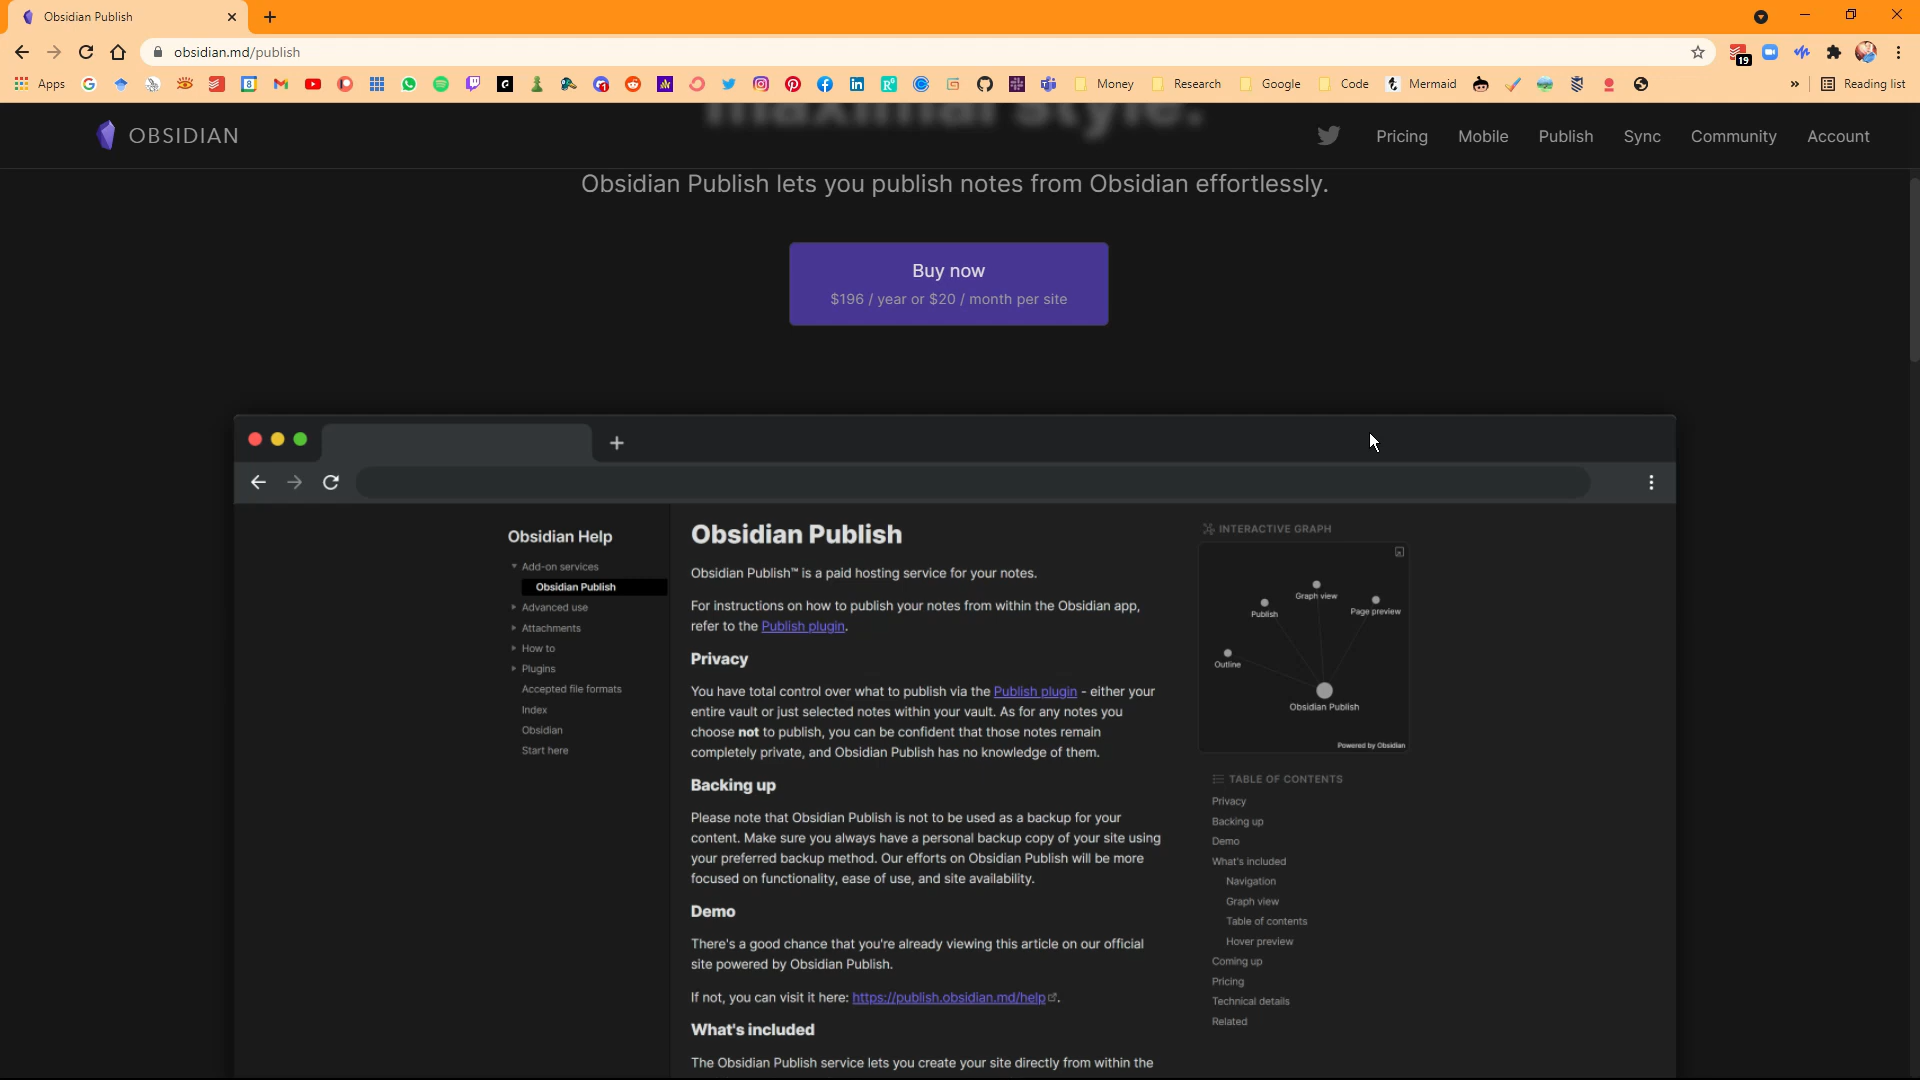 Obsidian Publish
obsidian.md/publish
19
Apps
Money
Research
Google
Code
Mermaid
Reading list
maximal style.
OBSIDIAN
Pricing
Mobile
Publish
Sync
Community
Account
Obsidian Publish lets you publish notes from Obsidian effortlessly.
Buy now
$196 / year or $20 / month per site
Obsidian Help
Add-on services
Obsidian Publish
Advanced use
Attachments
How to
Plugins
Accepted file formats
Index
Obsidian
Start here
Obsidian Publish
Obsidian Publish™ is a paid hosting service for your notes.
For instructions on how to publish your notes from within the Obsidian app,
refer to the Publish plugin.
Privacy
You have total control over what to publish via the Publish plugin - either your
entire vault or just selected notes within your vault. As for any notes you
choose not to publish, you can be confident that those notes remain
completely private, and Obsidian Publish has no knowledge of them.
Backing up
Please note that Obsidian Publish is not to be used as a backup for your
content. Make sure you always have a personal backup copy of your site using
your preferred backup method. Our efforts on Obsidian Publish will be more
focused on functionality, ease of use, and site availability.
Demo
There's a good chance that you're already viewing this article on our official
site powered by Obsidian Publish.
If not, you can visit it here: https://publish.obsidian.md/help.
What's included
The Obsidian Publish service lets you create your site directly from within the
INTERACTIVE GRAPH
Graph view
Publish
Page preview
Outline
Obsidian Publish
Powered by Obsidian
TABLE OF CONTENTS
Privacy
Backing up
Demo
What's included
Navigation
Graph view
Table of contents
Hover preview
Coming up
Pricing
Technical details
Related